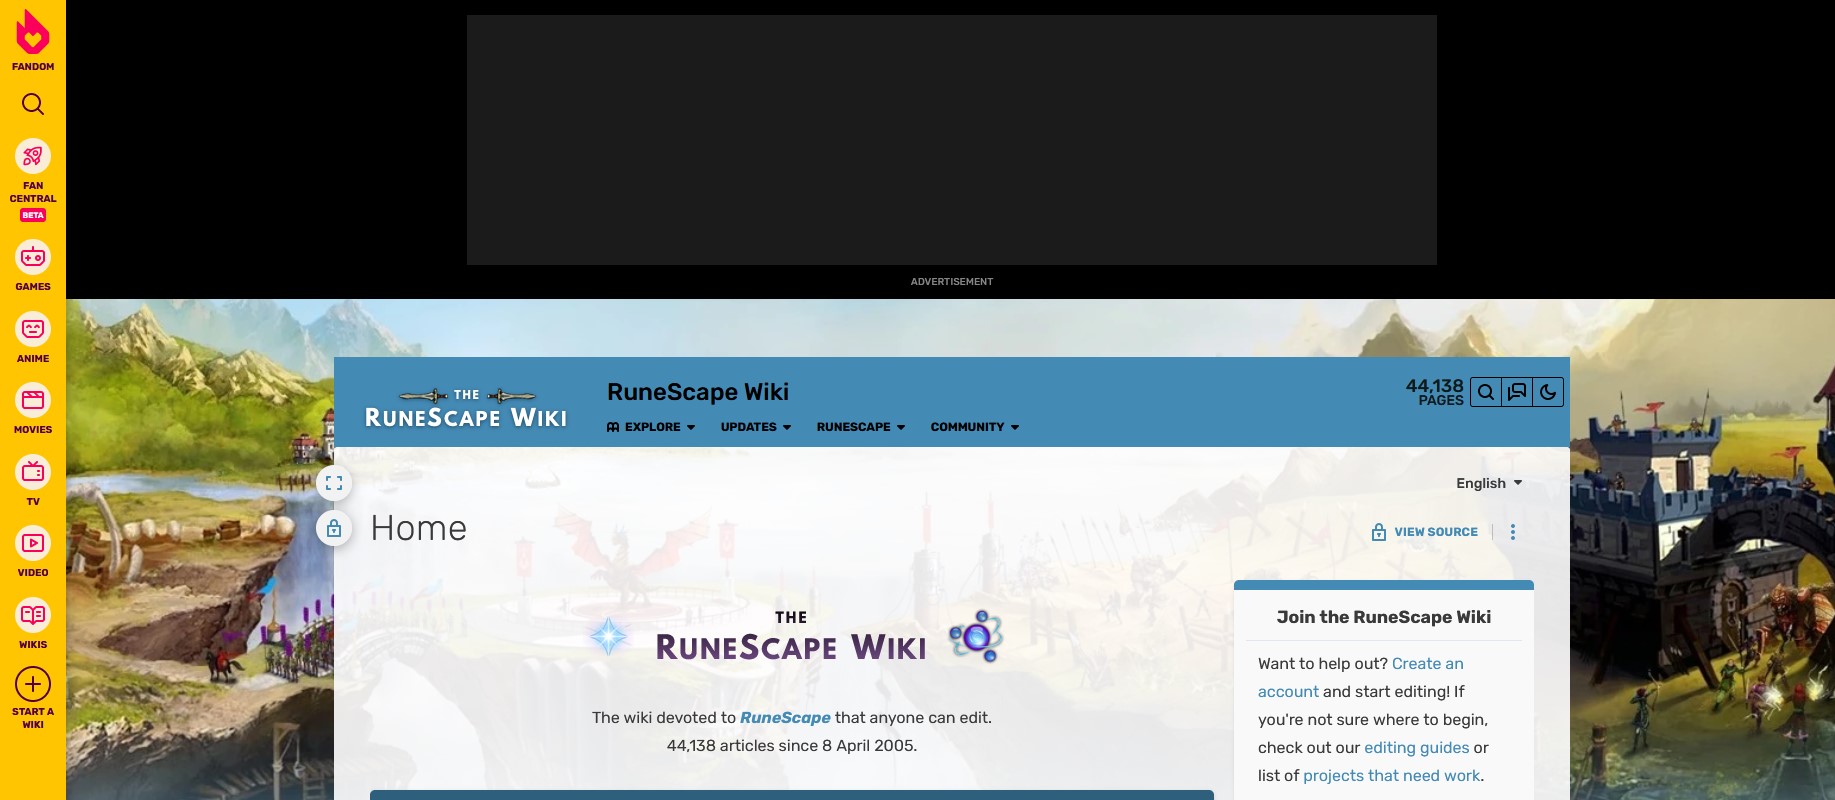 FANDOM
FAN
CENTRAL
BETA
GAMES
ANIME
MOVIES
TV
VIDEO
WIKIS
START A
WIKI
ADVERTISEMENT
THE
RUNESCAPE WIKI
RuneScape Wiki
EXPLORE
UPDATES
RUNESCAPE
COMMUNITY
44,138
PAGES
English
Home
VIEW SOURCE
THE
RUNESCAPE WIKI
The wiki devoted to RuneScape that anyone can edit.
44,138 articles since 8 April 2005.
Join the RuneScape Wiki
Want to help out? Create an
account and start editing! If
you're not sure where to begin,
check out our editing guides or
list of projects that need work.